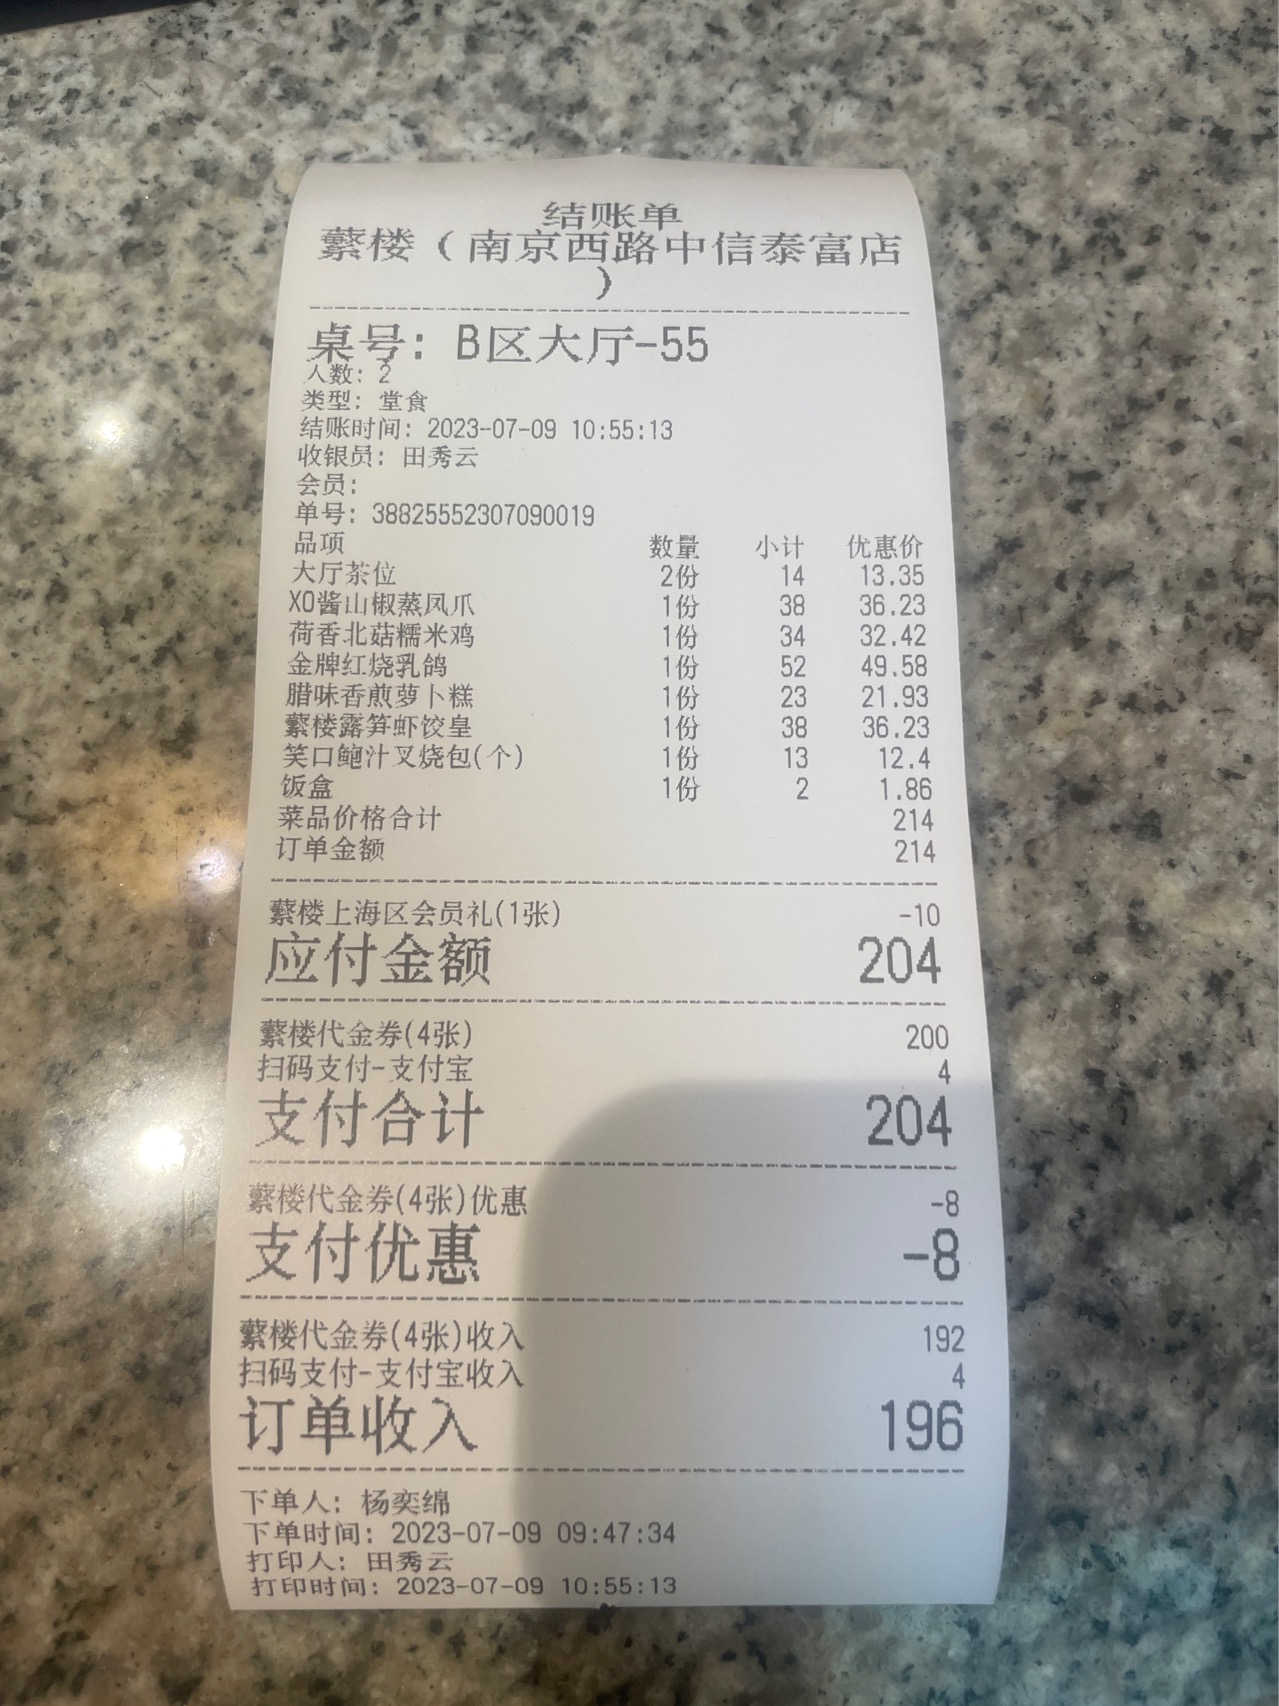 结账单
蘩楼（南京西路中信泰富店
）
桌号：B区大厅-55
人数：2
类型：堂食
结账时间：2023-07-09 10:55:13
收银员：田秀云
会员：
单号：38825552307090019
品项 数量 小计 优惠价
大厅茶位 2份 14 13.35
XO酱山椒蒸凤爪 1份 38 36.23
荷香北菇糯米鸡 1份 34 32.42
金牌红烧乳鸽 1份 52 49.58
腊味香煎萝卜糕 1份 23 21.93
蘩楼露笋虾饺皇 1份 38 36.23
笑口鲍汁叉烧包(个) 1份 13 12.4
饭盒 1份 2 1.86
菜品价格合计 214
订单金额 214
蘩楼上海区会员礼(1张) -10
应付金额 204
蘩楼代金券(4张) 200
扫码支付-支付宝 4
支付合计 204
蘩楼代金券(4张)优惠 -8
支付优惠 -8
蘩楼代金券(4张)收入 192
扫码支付-支付宝收入 4
订单收入 196
下单人：杨奕绵
下单时间：2023-07-09 09:47:34
打印人：田秀云
打印时间：2023-07-09 10:55:13